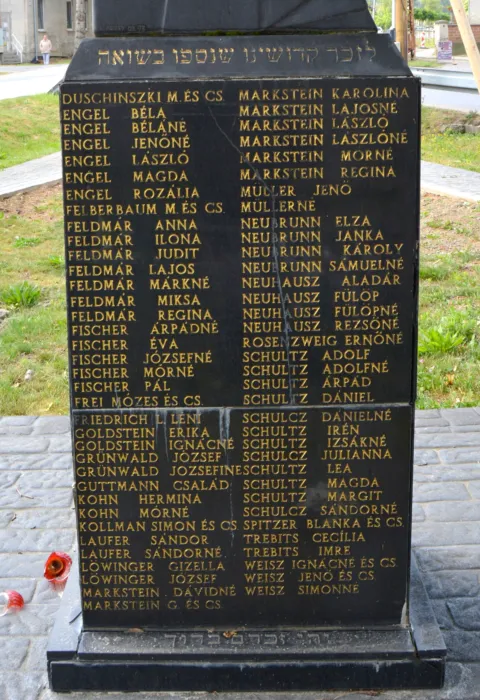 לזכר קדושינו שנספו בשואה
DUSCHINSZKI M. ÉS CS.
ENGEL BÉLA
ENGEL BÉLÁNÉ
ENGEL JENŐNÉ
ENGEL LÁSZLÓ
ENGEL MAGDA
ENGEL ROZÁLIA
FELBERBAUM M. ÉS CS.
FELDMÁR ANNA
FELDMÁR ILONA
FELDMÁR JUDIT
FELDMÁR LAJOS
FELDMÁR MÁRKNÉ
FELDMÁR MIKSA
FELDMÁR REGINA
FISCHER ÁRPÁDNÉ
FISCHER ÉVA
FISCHER JÓZSEFNÉ
FISCHER MÓRNÉ
FISCHER PÁL
FREI MÓZES ÉS CS.
FRIEDRICH L. LENI
GOLDSTEIN ERIKA
GOLDSTEIN IGNÁCNÉ
GRÜNWALD JÓZSEF
GRÜNWALD JOZSEFINE
GUTTMANN CSALÁD
KOHN HERMINA
KOHN MÓRNÉ
KOLLMAN SIMON ÉS CS
LAUFER SÁNDOR
LAUFER SÁNDORNÉ
LÖWINGER GIZELLA
LÖWINGER JÓZSEF
MARKSTEIN DÁVIDNÉ
MARKSTEIN G. ÉS CS.
MARKSTEIN KAROLINA
MARKSTEIN LAJOSNÉ
MARKSTEIN LÁSZLÓ
MARKSTEIN LÁSZLÓNÉ
MARKSTEIN MÓRNÉ
MARKSTEIN REGINA
MÜLLER JENŐ
MÜLLERNÉ
NEUBRUNN ELZA
NEUBRUNN JANKA
NEUBRUNN KÁROLY
NEUBRUNN SÁMUELNÉ
NEUHAUSZ ALADÁR
NEUHAUSZ FÜLÖP
NEUHAUSZ FÜLÖPNÉ
NEUHAUSZ REZSŐNÉ
ROSENZWEIG ERNŐNÉ
SCHULTZ ADOLF
SCHULTZ ADOLFNÉ
SCHULTZ ÁRPÁD
SCHULTZ DÁNIEL
SCHULCZ DÁNIELNÉ
SCHULTZ IRÉN
SCHULTZ IZSÁKNÉ
SCHULCZ JULIANNA
SCHULTZ LEA
SCHULTZ MAGDA
SCHULTZ MARGIT
SCHULCZ SÁNDORNÉ
SPITZER BLANKA ÉS CS.
TREBITS CECÍLIA
TREBITS IMRE
WEISZ IGNÁCNÉ ÉS CS.
WEISZ JENŐ ÉS CS.
WEISZ SIMONNÉ
יהי זכרם ברוך